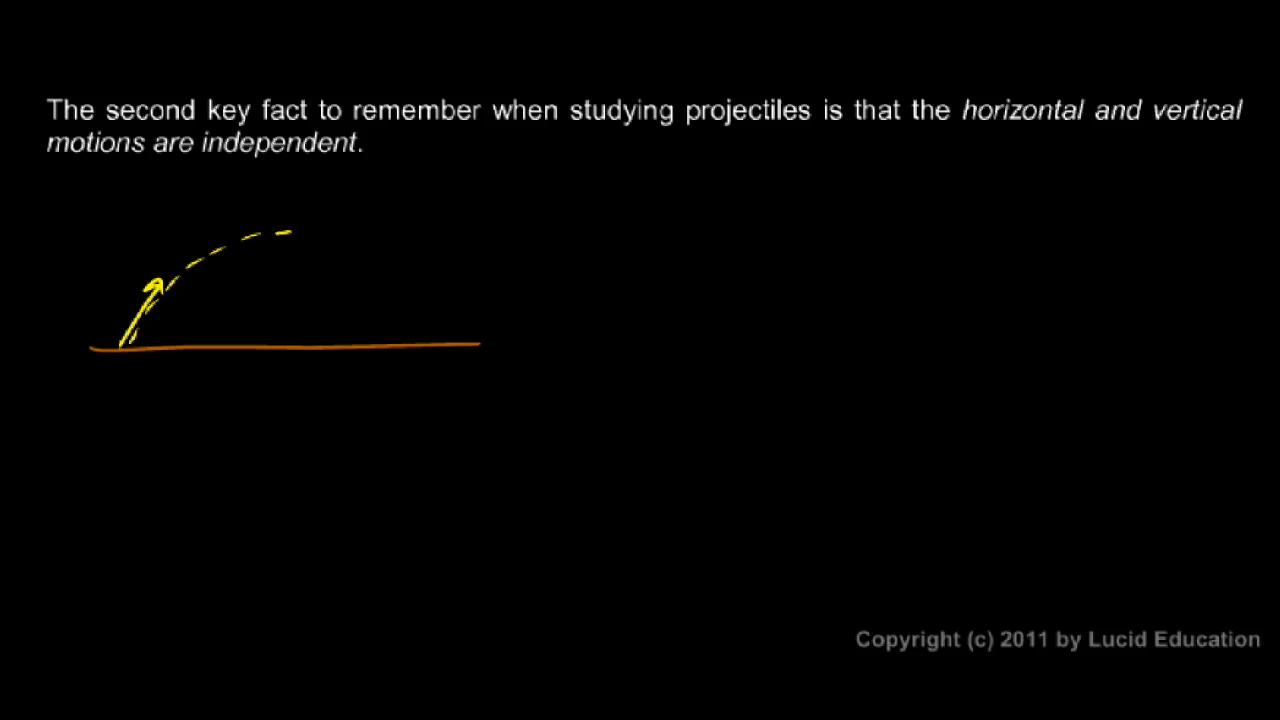 The second key fact to remember when studying projectiles is that the horizontal and vertical
motions are independent.
Copyright (c) 2011 by Lucid Education